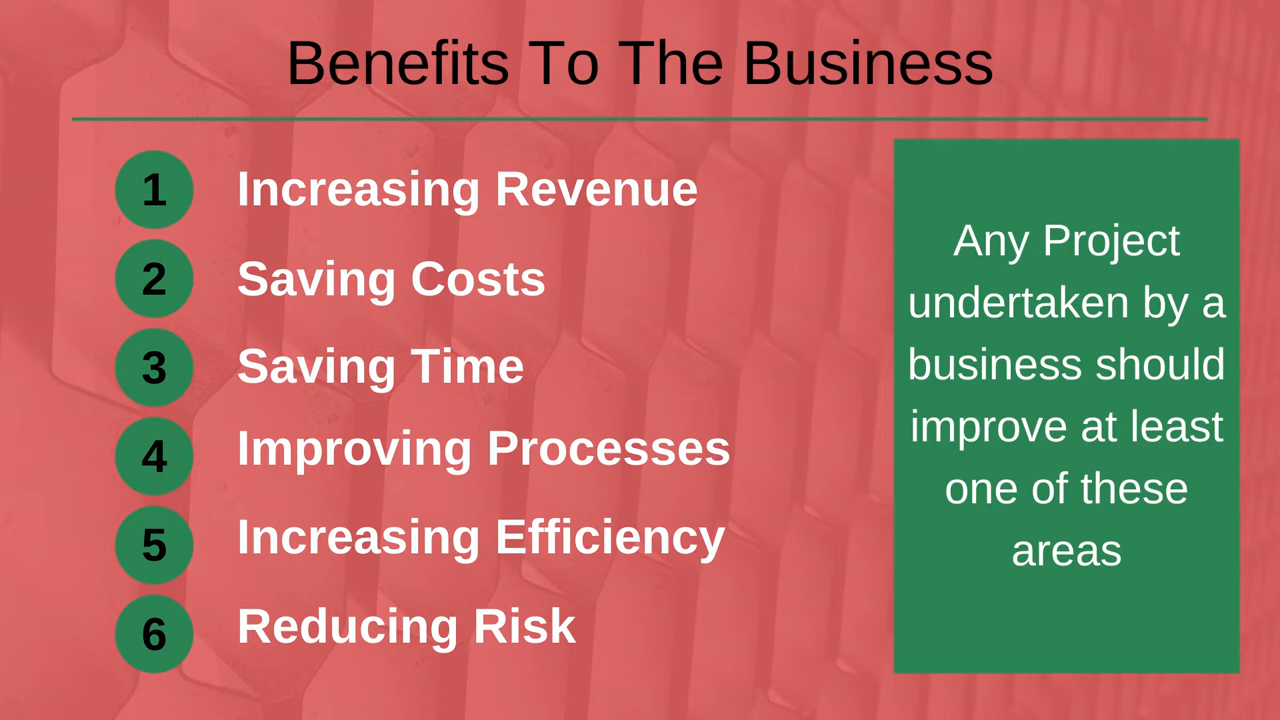 Benefits To The Business
1 Increasing Revenue
2 Saving Costs
3 Saving Time
4 Improving Processes
5 Increasing Efficiency
6 Reducing Risk
Any Project
undertaken by a
business should
improve at least
one of these
areas